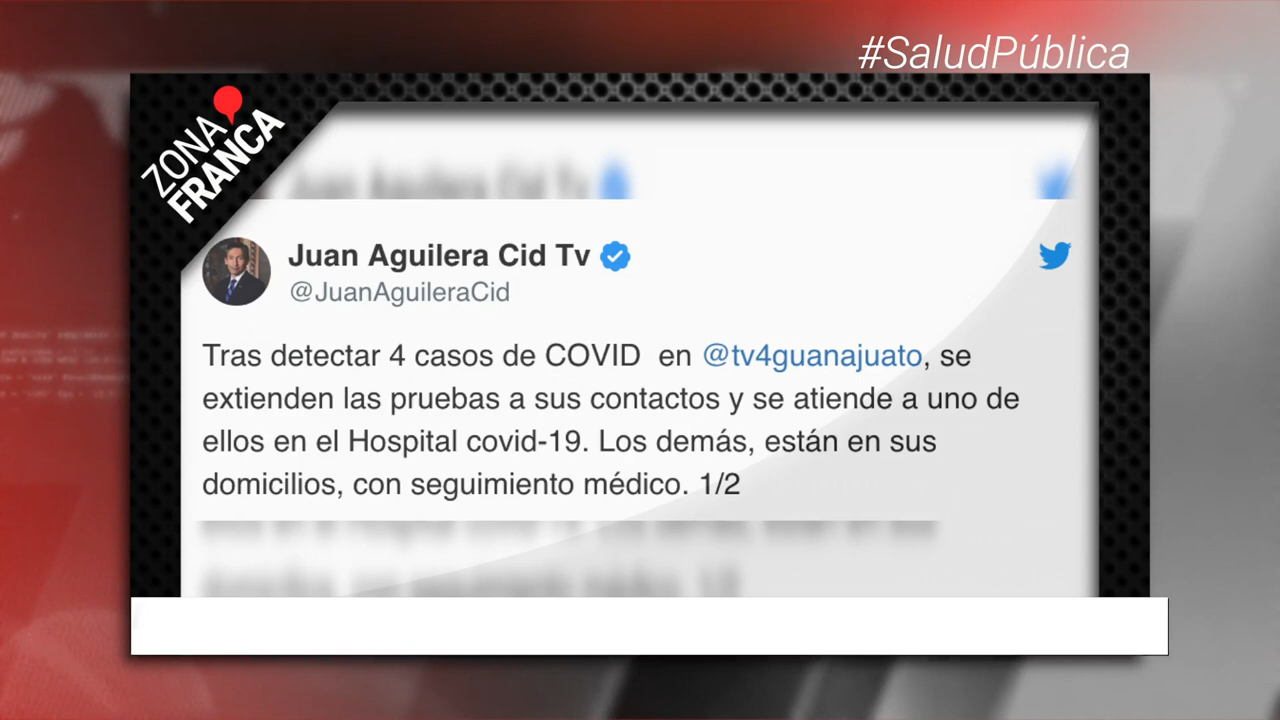 #SaludPública
ZONA
FRANCA
Juan Aguilera Cid Tv
@JuanAguileraCid
Tras detectar 4 casos de COVID en @tv4guanajuato, se
extienden las pruebas a sus contactos y se atiende a uno de
ellos en el Hospital covid-19. Los demás, están en sus
domicilios, con seguimiento médico. 1/2